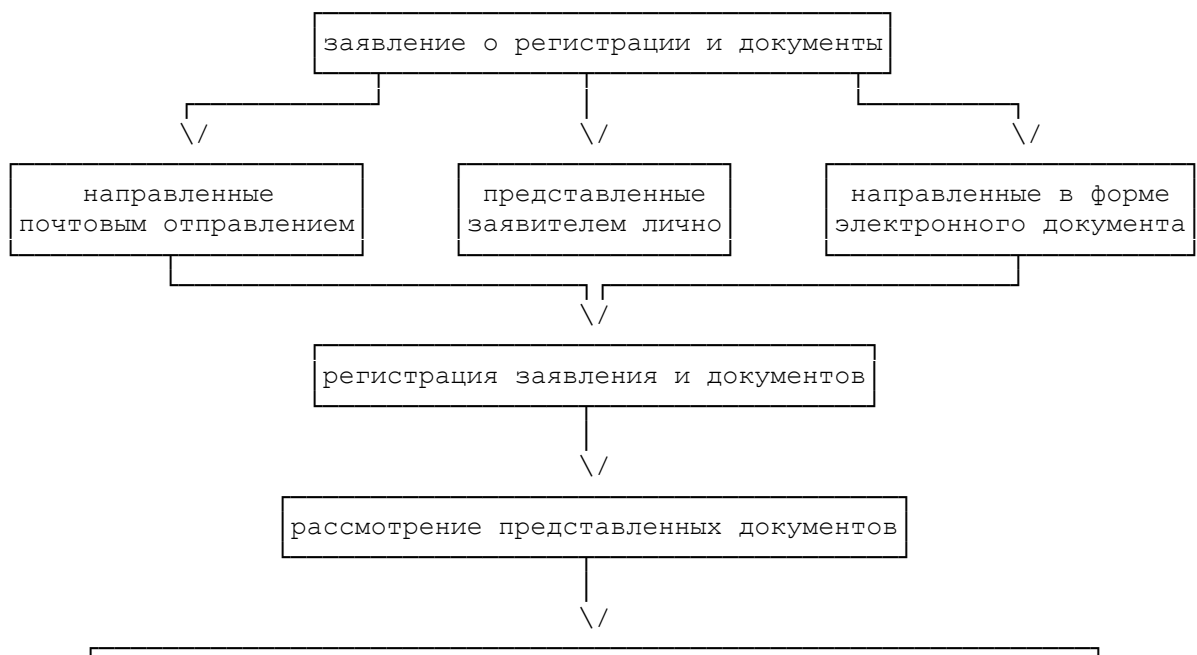 заявление о регистрации и документы
направленные
почтовым отправлением
представленные
заявителем лично
направленные в форме
электронного документа
регистрация заявления и документов
рассмотрение представленных документов